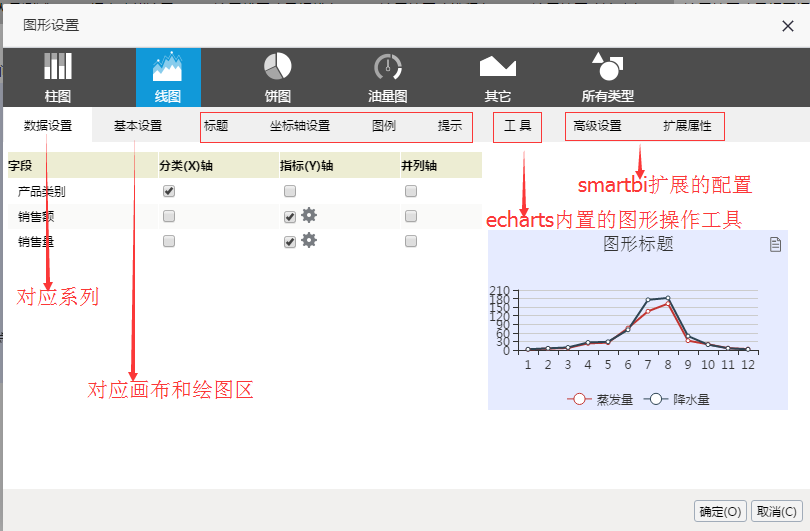 图形设置
柱图 线图 饼图 油量图 其它 所有类型
数据设置 基本设置 标题 坐标轴设置 图例 提示 工 具 高级设置 扩展属性
字段 分类(X)轴 指标(Y)轴 并列轴
产品类别
销售额
销售量
smartbi扩展的配置
echarts内置的图形操作工具
对应系列
对应画布和绘图区
图形标题
210
180
150
120
90
60
30
0
1 2 3 4 5 6 7 8 9 10 11 12
蒸发量 降水量
确定(O) 取消(C)